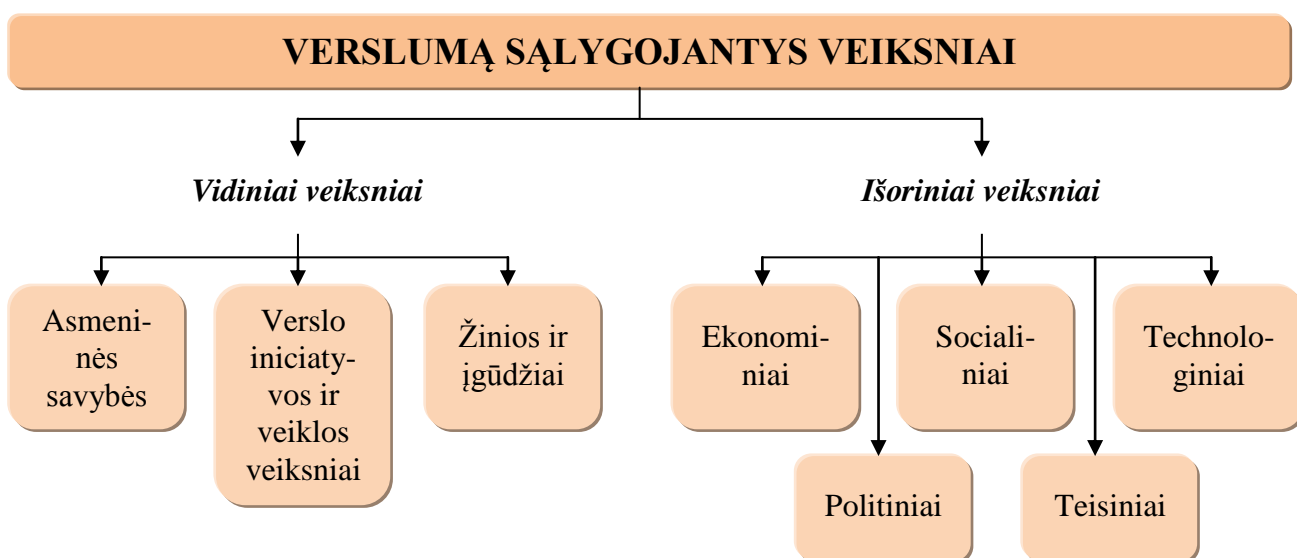 VERSLUMĄ SĄLYGOJANTYS VEIKSNIAI
Vidiniai veiksniai
Išoriniai veiksniai
Asmeni-
nės
savybės
Verslo
iniciaty-
vos ir
veiklos
veiksniai
Žinios ir
įgūdžiai
Ekonomi-
niai
Sociali-
niai
Technolo-
giniai
Politiniai
Teisiniai